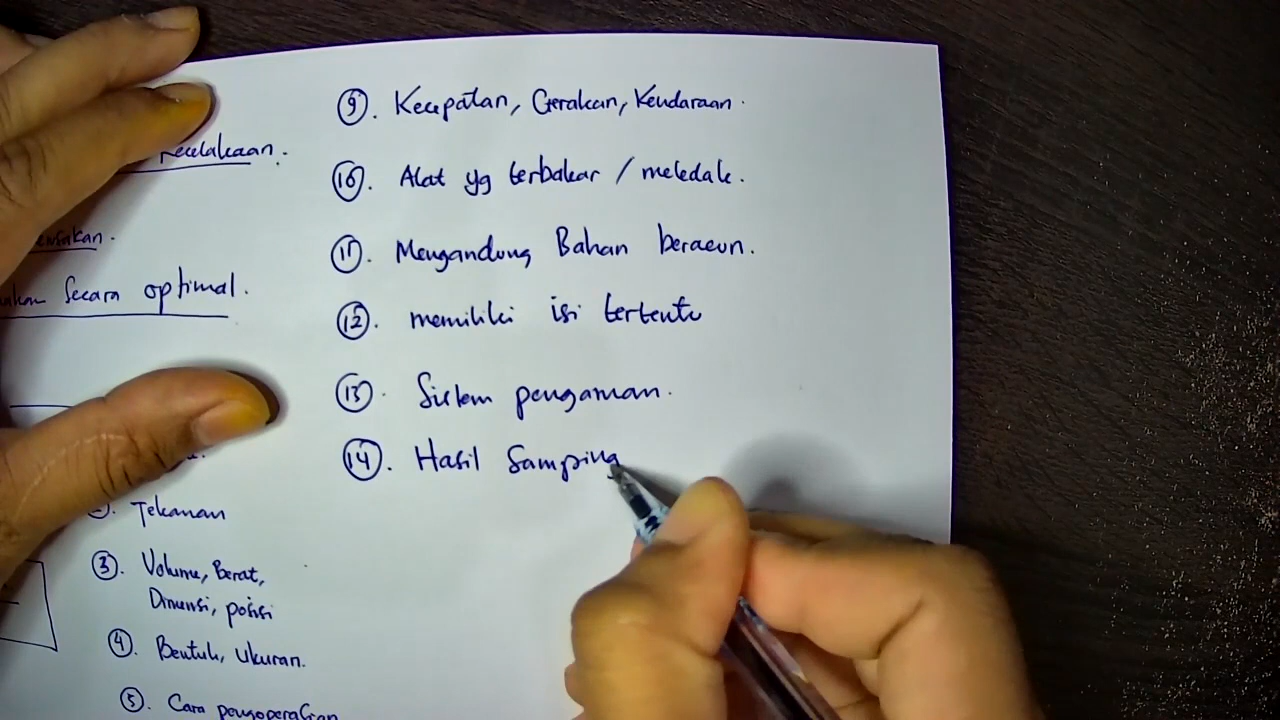 Kecelakaan.
Secara optimal.
2. Tekanan
3. Volume, Berat,
Dimensi, posisi
4. Bentuk, Ukuran.
5. Cara pengoperasian
9. Kecepatan, Gerakan, Kendaraan.
10. Alat yg terbakar / meledak.
11. Mengandung Bahan beracun.
12. memiliki isi tertentu
13. Sistem pengaman.
14. Hasil Samping